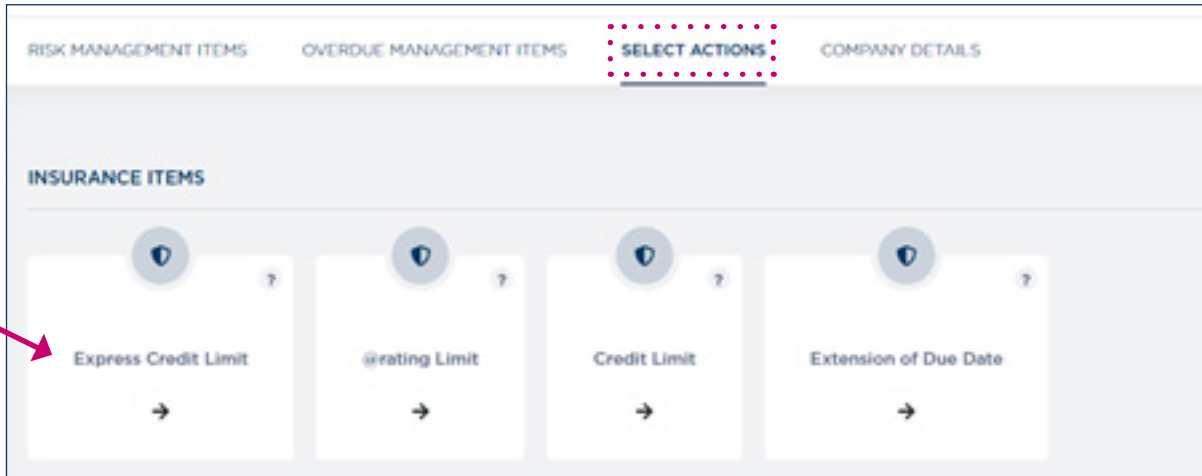 RISK MANAGEMENT ITEMS OVERDUE MANAGEMENT ITEMS SELECT ACTIONS COMPANY DETAILS
INSURANCE ITEMS
? ? ? ?
Express Credit Limit @rating Limit Credit Limit Extension of Due Date